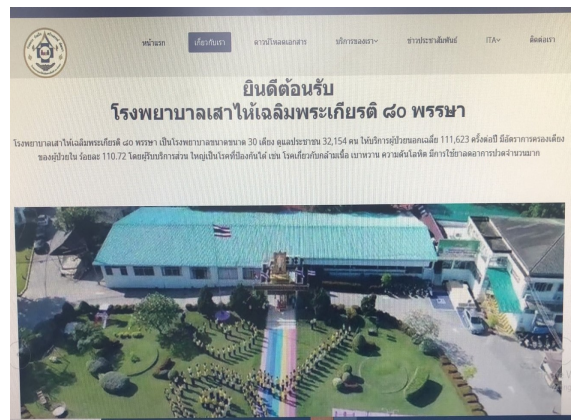 หน้าแรก
เกี่ยวกับเรา
ดาวน์โหลดเอกสาร
บริการของเรา
ข่าวประชาสัมพันธ์
ITA
ติดต่อเรา
ยินดีต้อนรับ
โรงพยาบาลเสาไห้เฉลิมพระเกียรติ ๘๐ พรรษา
โรงพยาบาลเสาไห้เฉลิมพระเกียรติ ๘๐ พรรษา เป็นโรงพยาบาลขนาดขนาด 30 เตียง ดูแลประชาชน 32,154 คน ให้บริการผู้ป่วยนอกเฉลี่ย 111,623 ครั้งต่อปี มีอัตราการครองเตียง
ของผู้ป่วยใน ร้อยละ 110.72 โดยผู้รับบริการส่วน ใหญ่เป็นโรคที่ป้องกันได้ เช่น โรคเกี่ยวกับกล้ามเนื้อ เบาหวาน ความดันโลหิต มีการใช้ยาลดอาการปวดจำนวนมาก